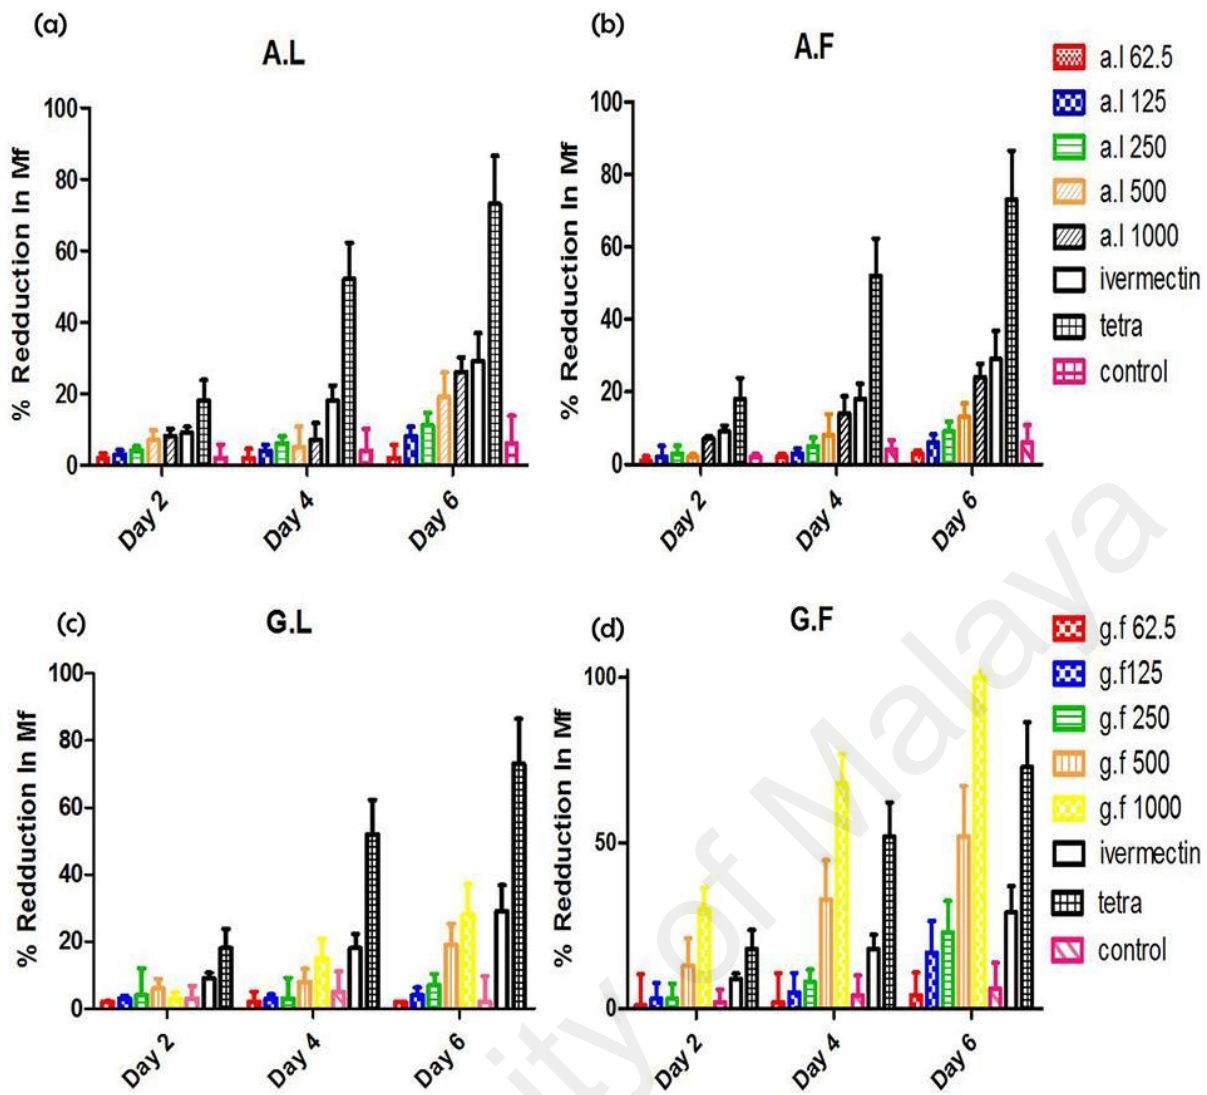 (a)
A.L
% Redduction In Mf
100
80
60
40
20
0
Day 2
Day 4
Day 6
(b)
A.F
% Redduction In Mf
100
80
60
40
20
0
Day 2
Day 4
Day 6
a.l 62.5
a.l 125
a.l 250
a.l 500
a.l 1000
ivermectin
tetra
control
(c)
G.L
% Redduction In Mf
100
80
60
40
20
0
Day 2
Day 4
Day 6
(d)
G.F
% Redduction In Mf
100
50
0
Day 2
Day 4
Day 6
g.f 62.5
g.f125
g.f 250
g.f 500
g.f 1000
ivermectin
tetra
control
ity of Malaya